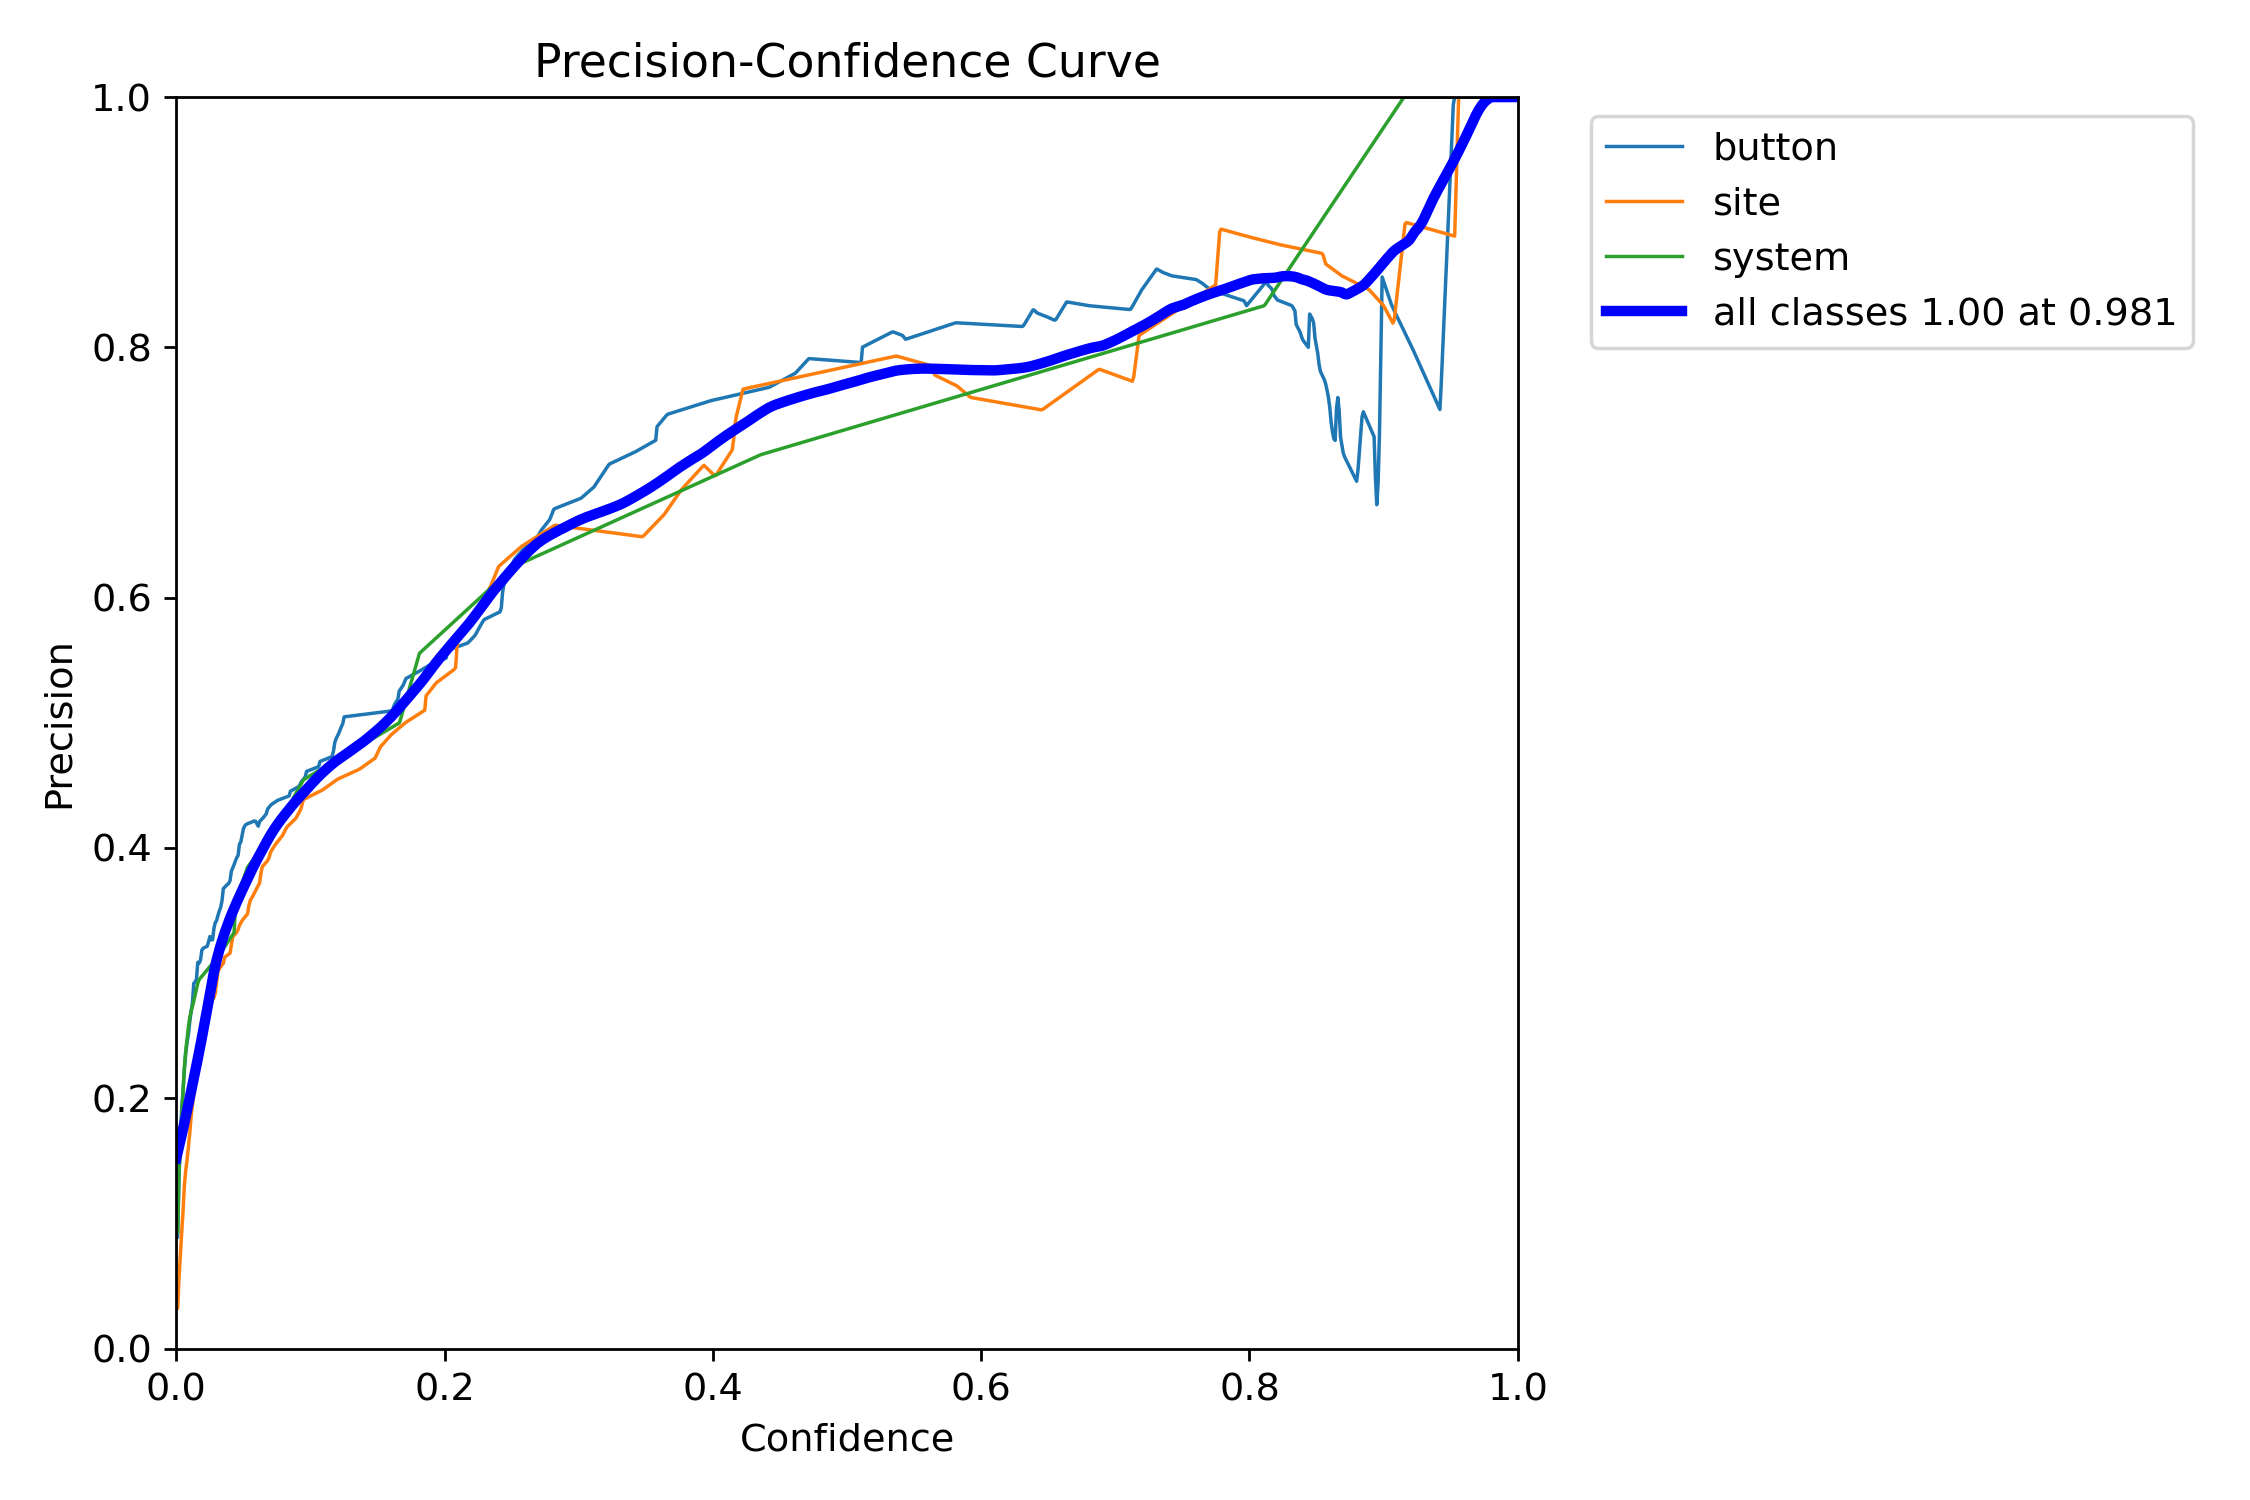 Precision-Confidence Curve
1.0
0.8
0.6
0.4
0.2
0.0
Precision
0.0 0.2 0.4 0.6 0.8 1.0
Confidence
button
site
system
all classes 1.00 at 0.981